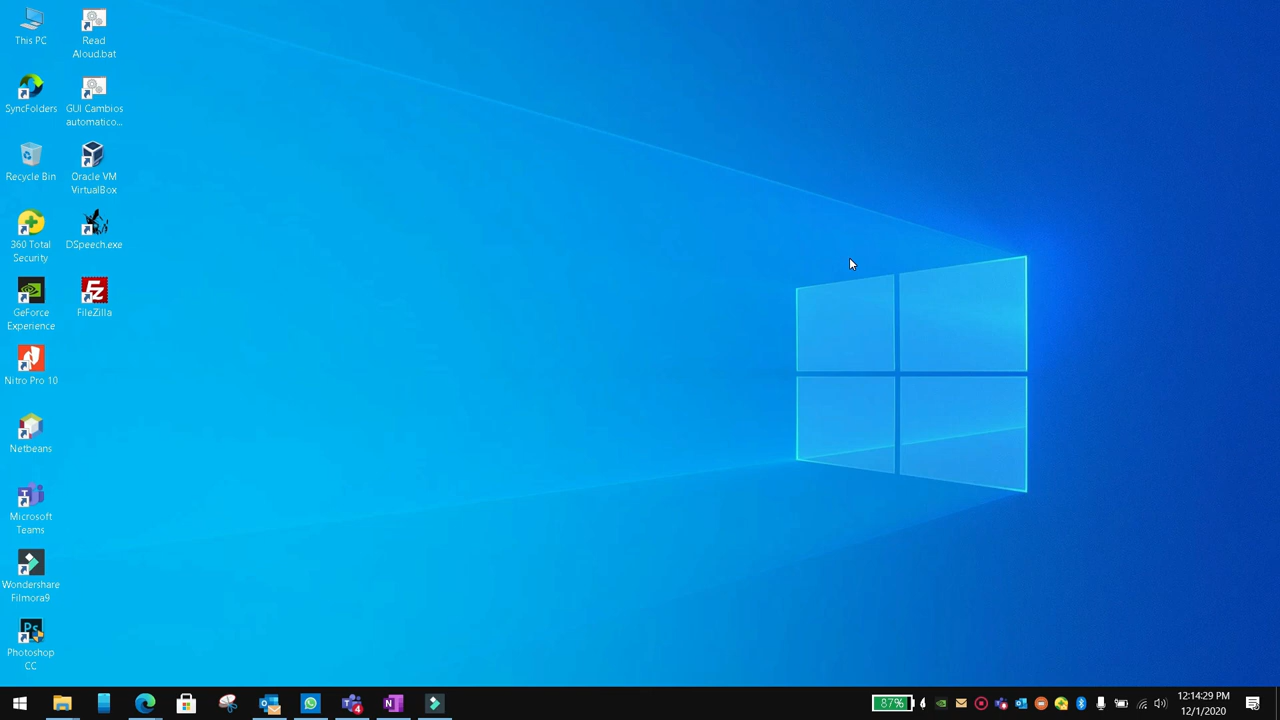 This PC
Read
Aloud.bat
SyncFolders
GUI Cambios
automatico...
Recycle Bin
Oracle VM
VirtualBox
360 Total
Security
DSpeech.exe
GeForce
Experience
FileZilla
Nitro Pro 10
Netbeans
Microsoft
Teams
Wondershare
Filmora9
Ps
Photoshop
CC
4
87%
12:14:29 PM
12/1/2020